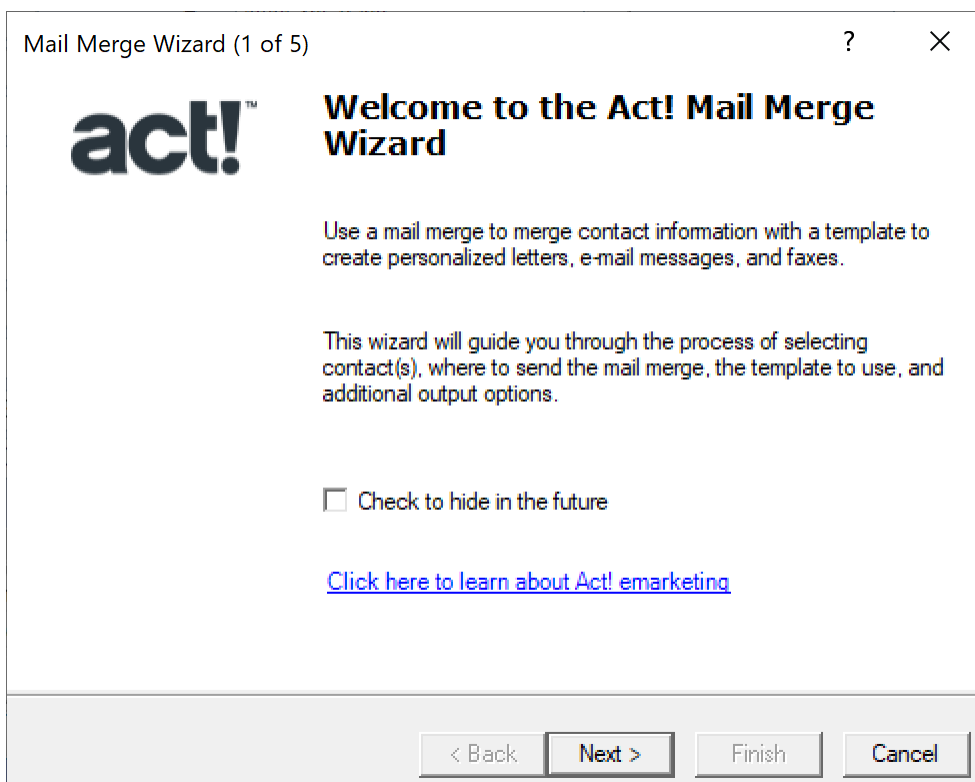 Mail Merge Wizard (1 of 5)
?
act!™
Welcome to the Act! Mail Merge
Wizard
Use a mail merge to merge contact information with a template to
create personalized letters, e-mail messages, and faxes.
This wizard will guide you through the process of selecting
contact(s), where to send the mail merge, the template to use, and
additional output options.
Check to hide in the future
Click here to learn about Act! emarketing
< Back
Next >
Finish
Cancel